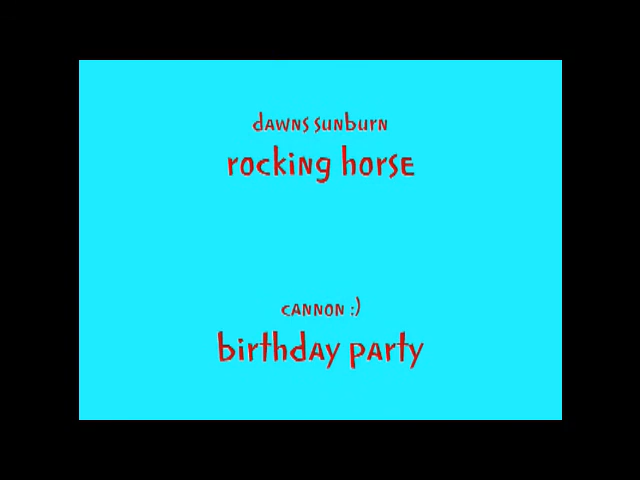 dawns sunburn
rocking horse
cannon :)
birthday party